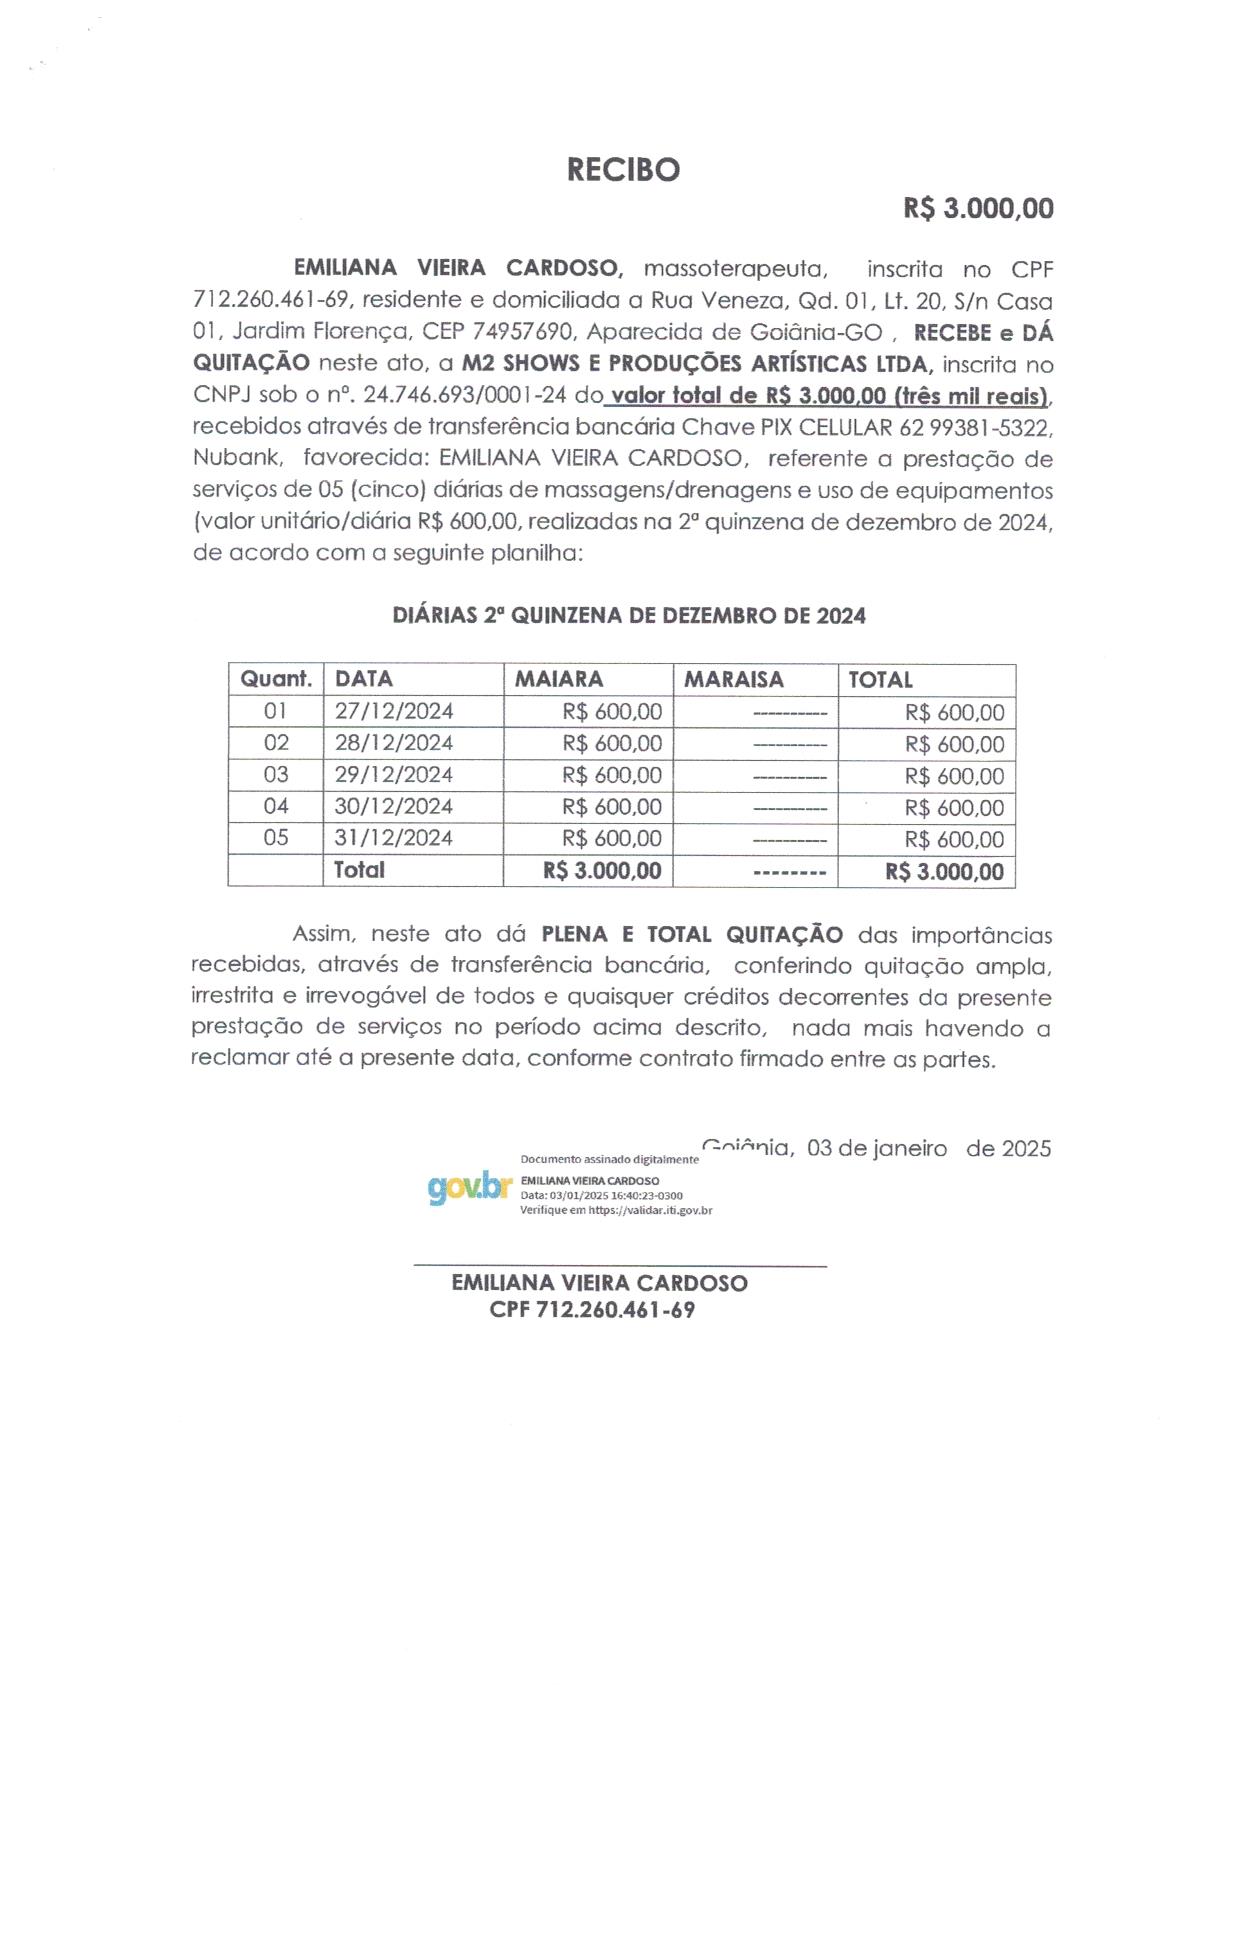 RECIBO
R$ 3.000,00
EMILIANA VIEIRA CARDOSO, massoterapeuta, inscrita no CPF
712.260.461-69, residente e domiciliada a Rua Veneza, Qd. 01, Lt. 20, S/n Casa
01, Jardim Florença, CEP 74957690, Aparecida de Goiânia-GO , RECEBE e DÁ
QUITAÇÃO neste ato, a M2 SHOWS E PRODUÇÕES ARTÍSTICAS LTDA, inscrita no
CNPJ sob o nº. 24.746.693/0001-24 do valor total de R$ 3.000,00 (três mil reais),
recebidos através de transferência bancária Chave PIX CELULAR 62 99381-5322,
Nubank, favorecida: EMILIANA VIEIRA CARDOSO, referente a prestação de
serviços de 05 (cinco) diárias de massagens/drenagens e uso de equipamentos
(valor unitário/diária R$ 600,00, realizadas na 2ª quinzena de dezembro de 2024,
de acordo com a seguinte planilha:
DIÁRIAS 2ª QUINZENA DE DEZEMBRO DE 2024
Quant. DATA MAIARA MARAISA TOTAL
01 27/12/2024 R$ 600,00 ---------- R$ 600,00
02 28/12/2024 R$ 600,00 ---------- R$ 600,00
03 29/12/2024 R$ 600,00 ---------- R$ 600,00
04 30/12/2024 R$ 600,00 ---------- R$ 600,00
05 31/12/2024 R$ 600,00 ---------- R$ 600,00
Total R$ 3.000,00 -------- R$ 3.000,00
Assim, neste ato dá PLENA E TOTAL QUITAÇÃO das importâncias
recebidas, através de transferência bancária, conferindo quitação ampla,
irrestrita e irrevogável de todos e quaisquer créditos decorrentes da presente
prestação de serviços no período acima descrito, nada mais havendo a
reclamar até a presente data, conforme contrato firmado entre as partes.
Goiânia, 03 de janeiro de 2025
Documento assinado digitalmente
gov.br EMILIANA VIEIRA CARDOSO
Data: 03/01/2025 16:40:23-0300
Verifique em https://validar.iti.gov.br
EMILIANA VIEIRA CARDOSO
CPF 712.260.461-69